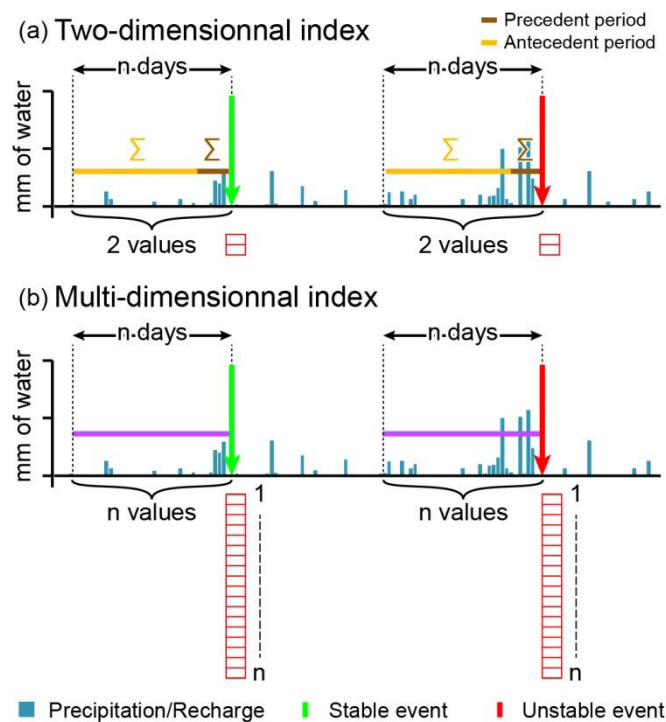 (a) Two-dimensionnal index
Precedent period
Antecedent period
n-days n-days
mm of water
Σ Σ Σ Σ
2 values 2 values
(b) Multi-dimensionnal index
n-days n-days
mm of water
n values n values
1 1
n n
Precipitation/Recharge Stable event Unstable event